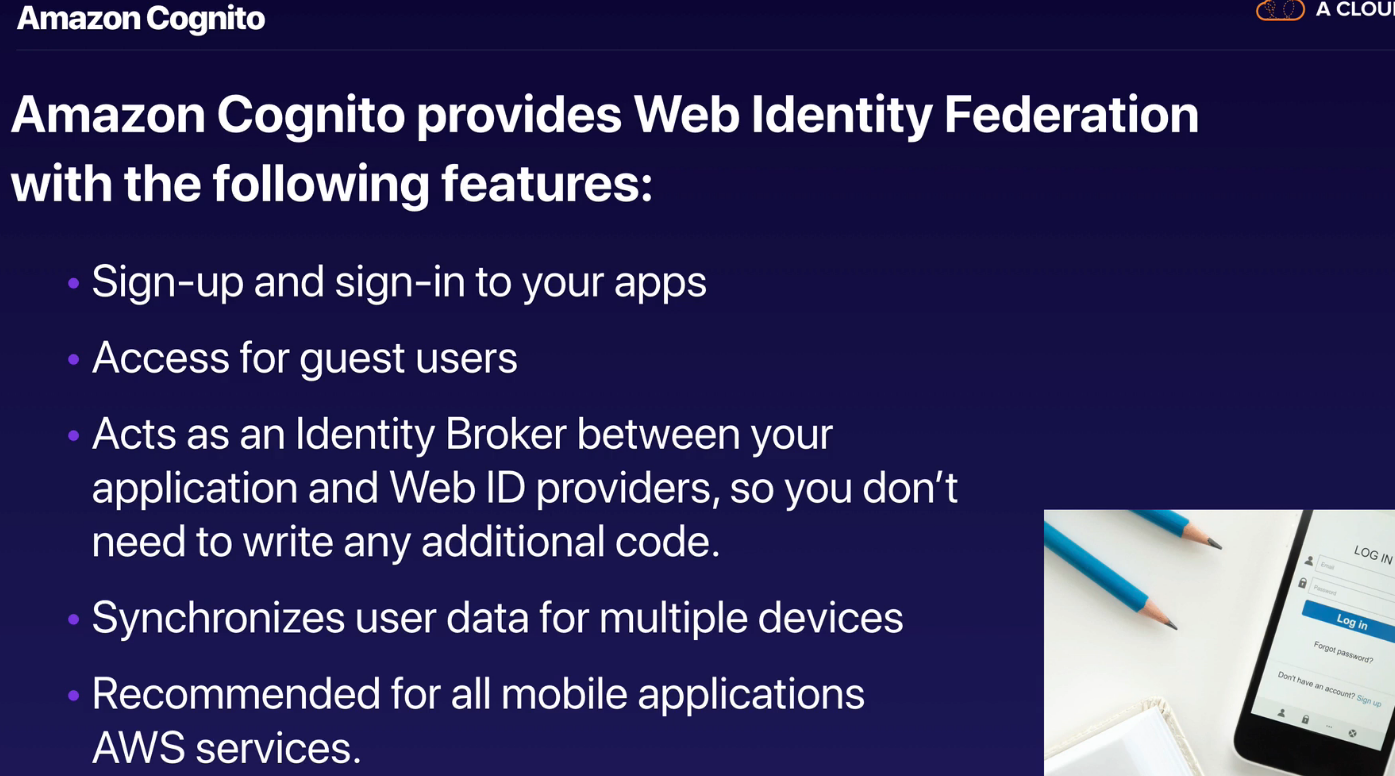 Amazon Cognito
A CLOU
Amazon Cognito provides Web Identity Federation
with the following features:
• Sign-up and sign-in to your apps
• Access for guest users
• Acts as an Identity Broker between your
application and Web ID providers, so you don’t
need to write any additional code.
• Synchronizes user data for multiple devices
• Recommended for all mobile applications
AWS services.
LOG IN
Email
Password
Log in
Forgot password?
Don't have an account? Sign up